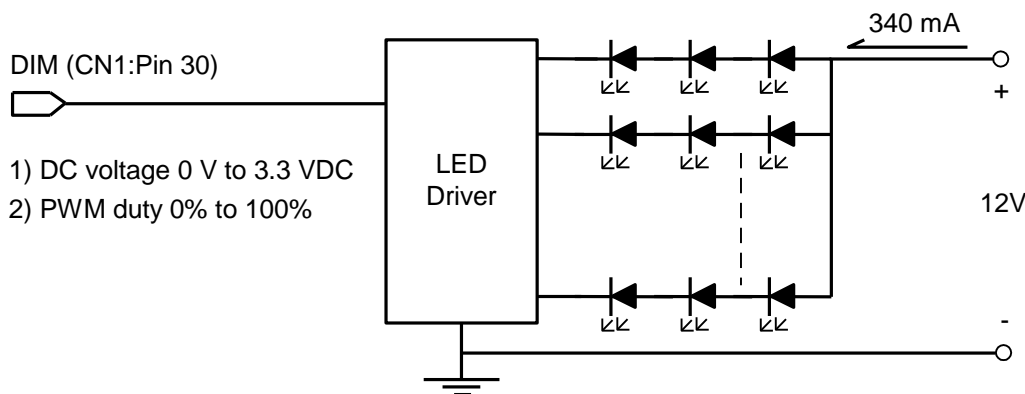 340 mA
DIM (CN1:Pin 30)
+
1) DC voltage 0 V to 3.3 VDC
2) PWM duty 0% to 100%
LED
Driver
12V
-